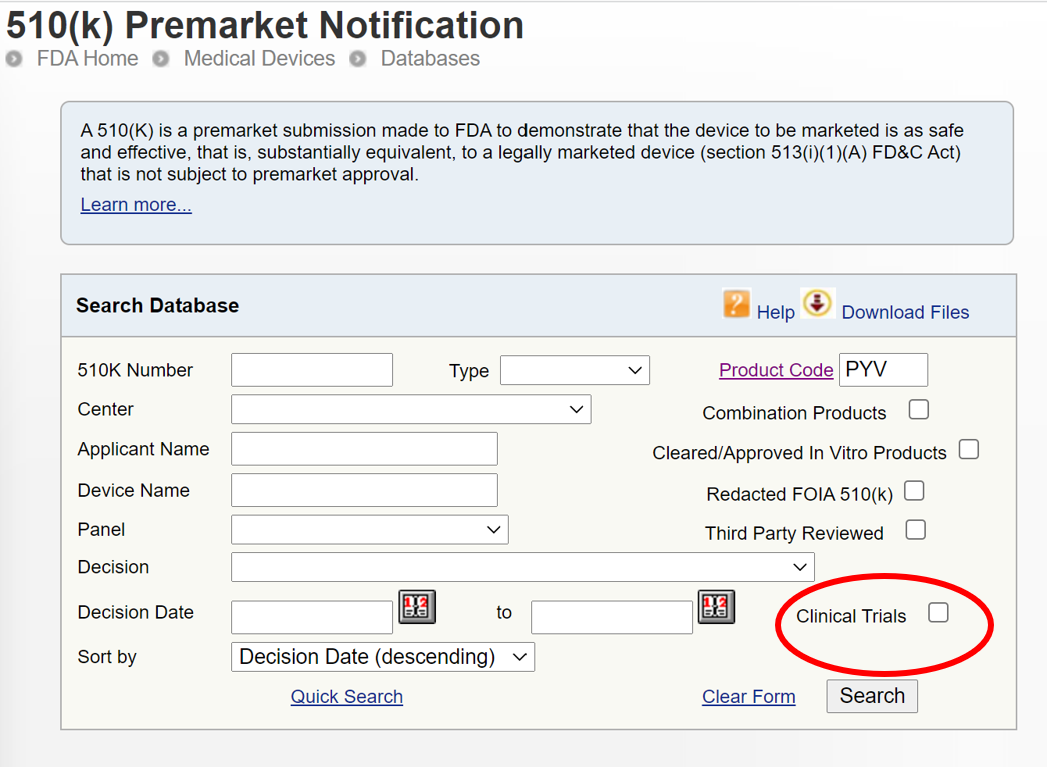 510(k) Premarket Notification
FDA Home Medical Devices Databases
A 510(K) is a premarket submission made to FDA to demonstrate that the device to be marketed is as safe
and effective, that is, substantially equivalent, to a legally marketed device (section 513(i)(1)(A) FD&C Act)
that is not subject to premarket approval.
Learn more...
Search Database
? Help Download Files
510K Number Type Product Code PYV
Center
Combination Products
Applicant Name
Cleared/Approved In Vitro Products
Device Name
Redacted FOIA 510(k)
Panel
Third Party Reviewed
Decision
Decision Date 12 to 12 Clinical Trials
Sort by Decision Date (descending)
Quick Search Clear Form Search